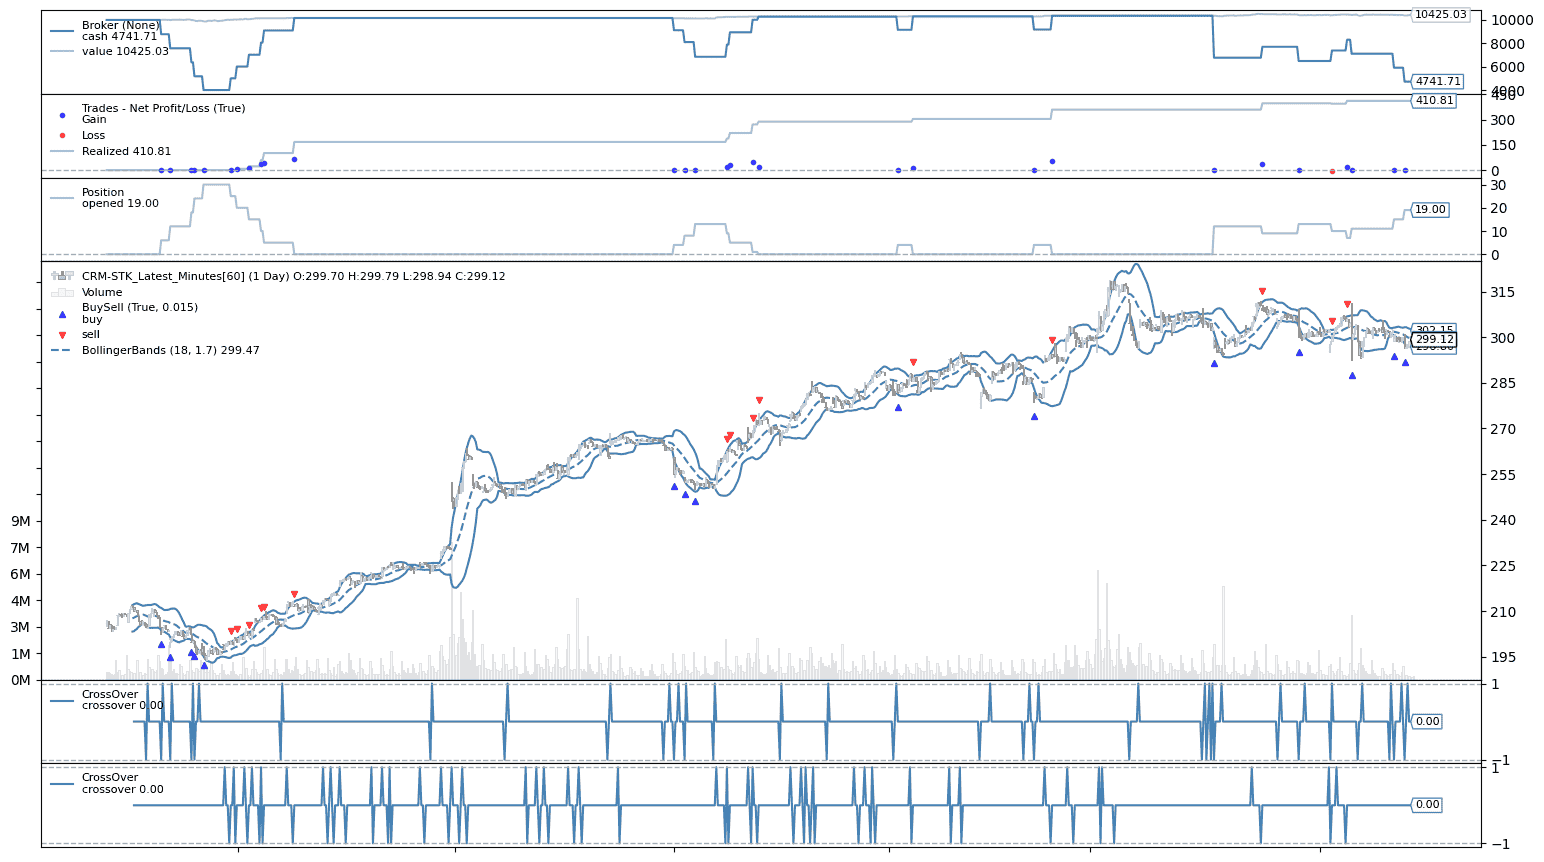 Broker (None)
cash 4741.71
value 10425.03
10425.03
10000
8000
6000
4741.71
4000
Trades - Net Profit/Loss (True)
Gain
Loss
Realized 410.81
450
410.81
300
150
0
Position
opened 19.00
30
20
19.00
10
0
CRM-STK_Latest_Minutes[60] (1 Day) O:299.70 H:299.79 L:298.94 C:299.12
Volume
BuySell (True, 0.015)
buy
sell
BollingerBands (18, 1.7) 299.47
315
302.15
300
299.12
285
270
255
240
225
210
195
9M
7M
6M
4M
3M
1M
0M
CrossOver
crossover 0.00
1
0.00
−1
CrossOver
crossover 0.00
1
0.00
−1